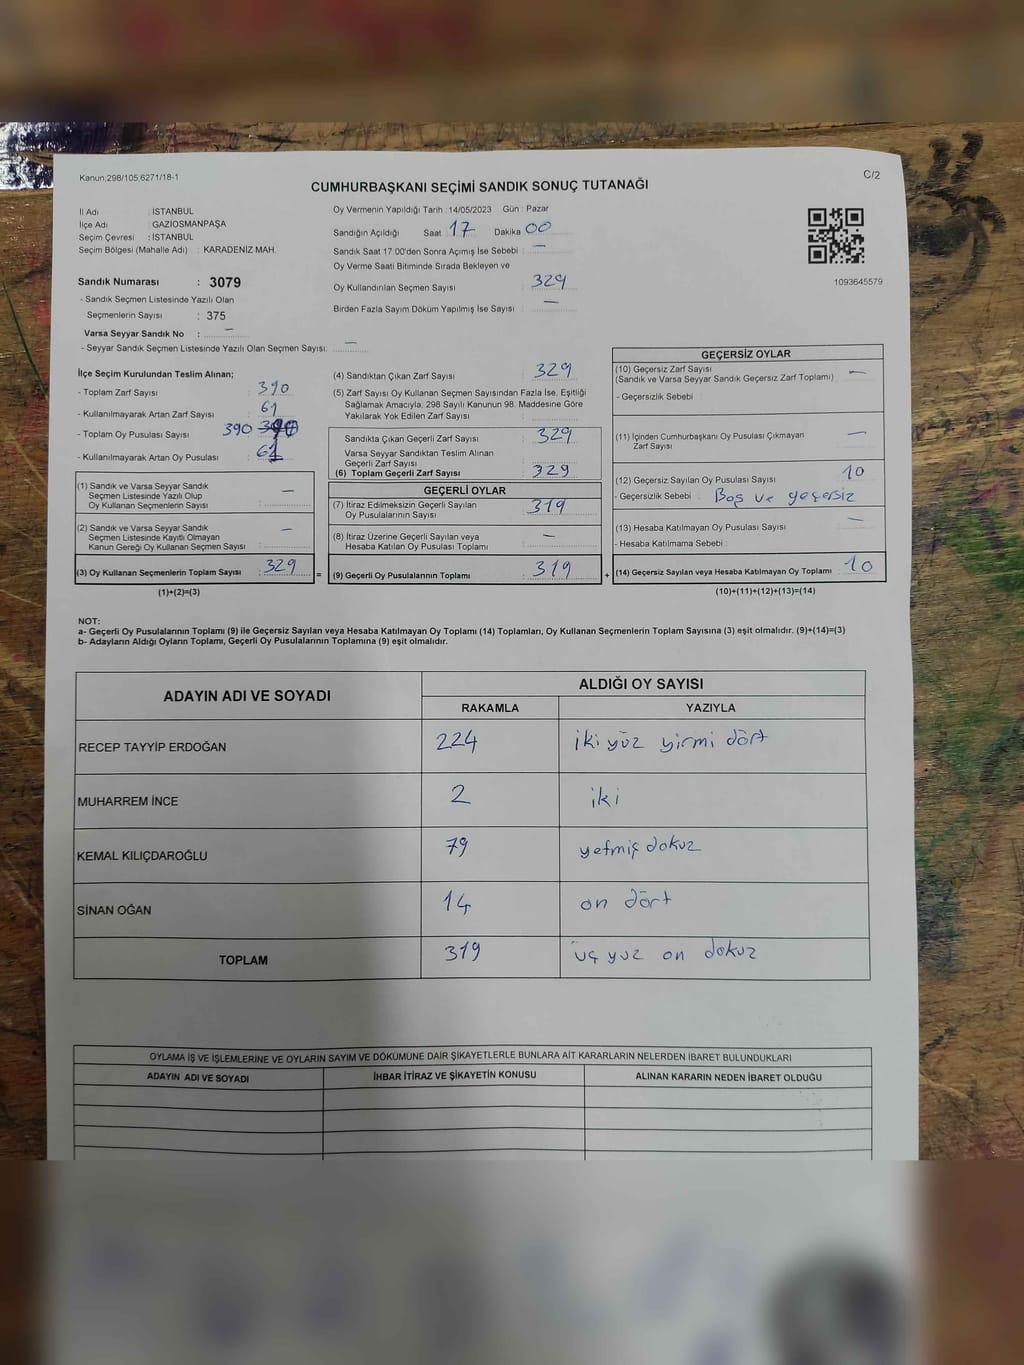 Kanun;298/105,6271/18-1
C/2
CUMHURBAŞKANI SEÇİMİ SANDIK SONUÇ TUTANAĞI
İl Adı : İSTANBUL
İlçe Adı : GAZİOSMANPAŞA
Seçim Çevresi : İSTANBUL
Seçim Bölgesi (Mahalle Adı) : KARADENİZ MAH.
Sandık Numarası : 3079
- Sandık Seçmen Listesinde Yazılı Olan
Seçmenlerin Sayısı : 375
Varsa Seyyar Sandık No : —
- Seyyar Sandık Seçmen Listesinde Yazılı Olan Seçmen Sayısı: —
Oy Vermenin Yapıldığı Tarih : 14/05/2023 Gün : Pazar
Sandığın Açıldığı Saat 17 Dakika 00
Sandık Saat 17.00'den Sonra Açımış İse Sebebi : —
Oy Verme Saati Bitiminde Sırada Bekleyen ve
Oy Kullandırılan Seçmen Sayısı : 329
Birden Fazla Sayım Döküm Yapılmış İse Sayısı : —
1093645579
İlçe Seçim Kurulundan Teslim Alınan;
- Toplam Zarf Sayısı : 390
- Kullanılmayarak Artan Zarf Sayısı : 61
- Toplam Oy Pusulası Sayısı : 390
- Kullanılmayarak Artan Oy Pusulası : 61
(1) Sandık ve Varsa Seyyar Sandık
Seçmen Listesinde Yazılı Olup
Oy Kullanan Seçmenlerin Sayısı : —
(2) Sandık ve Varsa Seyyar Sandık
Seçmen Listesinde Kayıtlı Olmayan
Kanun Gereği Oy Kullanan Seçmen Sayısı : —
(3) Oy Kullanan Seçmenlerin Toplam Sayısı : 329
(1)+(2)=(3)
(4) Sandıktan Çıkan Zarf Sayısı : 329
(5) Zarf Sayısı Oy Kullanan Seçmen Sayısından Fazla İse, Eşitliği
Sağlamak Amacıyla, 298 Sayılı Kanunun 98. Maddesine Göre
Yakılarak Yok Edilen Zarf Sayısı :
Sandıkta Çıkan Geçerli Zarf Sayısı : 329
Varsa Seyyar Sandıktan Teslim Alınan
Geçerli Zarf Sayısı :
(6) Toplam Geçerli Zarf Sayısı : 329
GEÇERLİ OYLAR
(7) İtiraz Edilmeksizin Geçerli Sayılan
Oy Pusulalarının Sayısı : 319
(8) İtiraz Üzerine Geçerli Sayılan veya
Hesaba Katılan Oy Pusulası Toplamı : —
= (9) Geçerli Oy Pusulalarının Toplamı : 319
GEÇERSİZ OYLAR
(10) Geçersiz Zarf Sayısı
(Sandık ve Varsa Seyyar Sandık Geçersiz Zarf Toplamı) : —
- Geçersizlik Sebebi :
(11) İçinden Cumhurbaşkanı Oy Pusulası Çıkmayan
Zarf Sayısı : —
(12) Geçersiz Sayılan Oy Pusulası Sayısı : 10
- Geçersizlik Sebebi : Boş ve geçersiz
(13) Hesaba Katılmayan Oy Pusulası Sayısı : —
- Hesaba Katılmama Sebebi :
+ (14) Geçersiz Sayılan veya Hesaba Katılmayan Oy Toplamı : 10
(10)+(11)+(12)+(13)=(14)
NOT:
a- Geçerli Oy Pusulalarının Toplamı (9) ile Geçersiz Sayılan veya Hesaba Katılmayan Oy Toplamı (14) Toplamları, Oy Kullanan Seçmenlerin Toplam Sayısına (3) eşit olmalıdır. (9)+(14)=(3)
b- Adayların Aldığı Oyların Toplamı, Geçerli Oy Pusulalarının Toplamına (9) eşit olmalıdır.
ADAYIN ADI VE SOYADI ALDIĞI OY SAYISI
RAKAMLA YAZIYLA
RECEP TAYYİP ERDOĞAN 224 iki yüz yirmi dört
MUHARREM İNCE 2 iki
KEMAL KILIÇDAROĞLU 79 yetmiş dokuz
SİNAN OĞAN 14 on dört
TOPLAM 319 üç yuz on dokuz
OYLAMA İŞ VE İŞLEMLERİNE VE OYLARIN SAYIM VE DÖKÜMÜNE DAİR ŞİKAYETLERLE BUNLARA AİT KARARLARIN NELERDEN İBARET BULUNDUKLARI
ADAYIN ADI VE SOYADI İHBAR İTİRAZ VE ŞİKAYETİN KONUSU ALINAN KARARIN NEDEN İBARET OLDUĞU